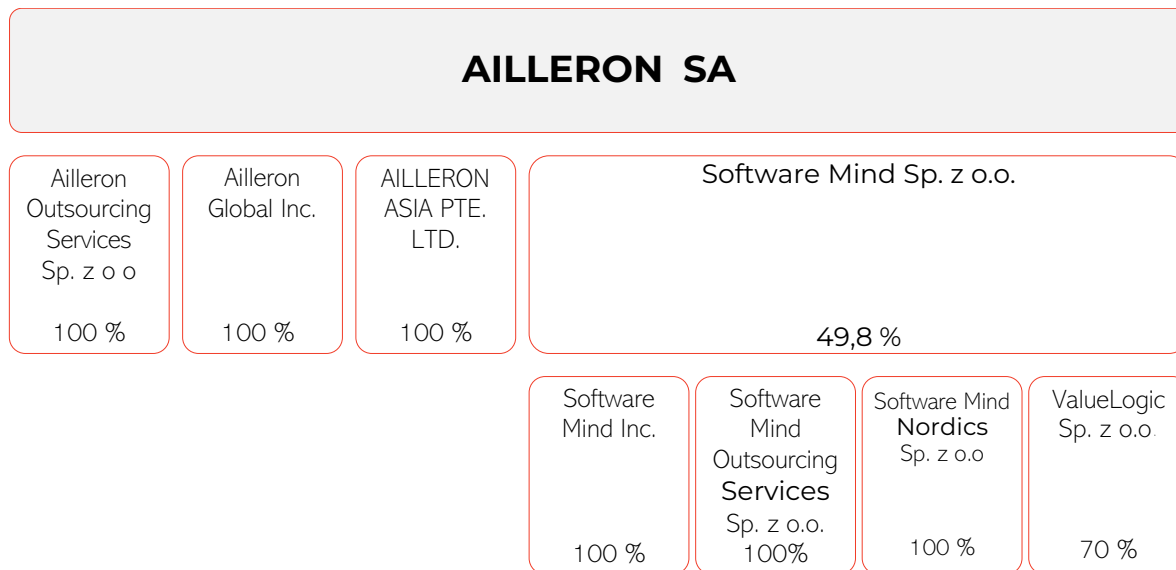 AILLERON SA
Ailleron
Outsourcing
Services
Sp. z o o
100 %
Ailleron
Global Inc.
100 %
AILLERON
ASIA PTE.
LTD.
100 %
Software Mind Sp. z o.o.
49,8 %
Software
Mind Inc.
100 %
Software
Mind
Outsourcing
Services
Sp. z o.o.
100%
Software Mind
Nordics
Sp. z o.o
100 %
ValueLogic
Sp. z o.o.
70 %